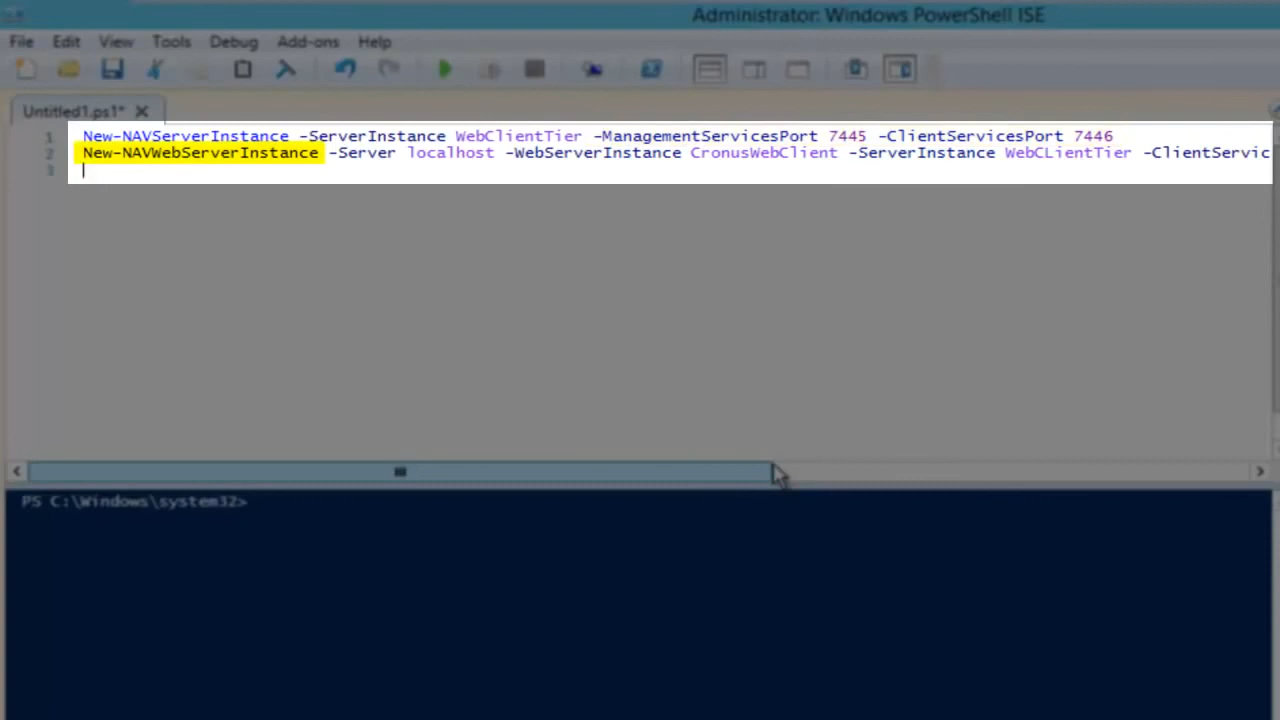 Administrator: Windows PowerShell ISE
File Edit View Tools Debug Add-ons Help
Untitled1.ps1*
1 New-NAVServerInstance -ServerInstance WebClientTier -ManagementServicesPort 7445 -ClientServicesPort 7446
2 New-NAVWebServerInstance -Server localhost -WebServerInstance CronusWebClient -ServerInstance WebCLientTier -ClientServic
3
PS C:\Windows\system32>